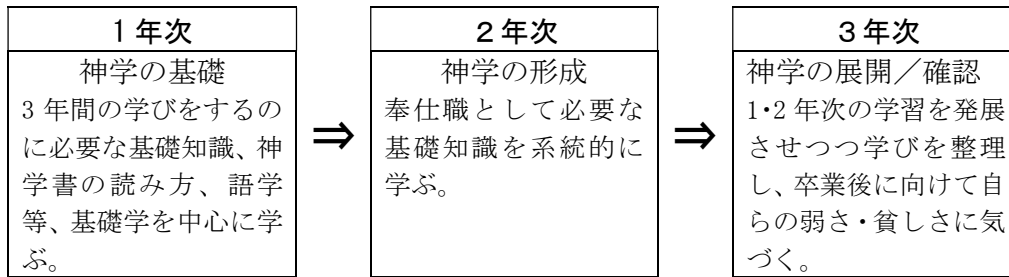 1年次
神学の基礎
3年間の学びをするの
に必要な基礎知識、神
学書の読み方、語学
等、基礎学を中心に学
ぶ。
⇒
2年次
神学の形成
奉仕職として必要な
基礎知識を系統的に
学ぶ。
⇒
3年次
神学の展開／確認
1･2年次の学習を発展
させつつ学びを整理
し、卒業後に向けて自
らの弱さ・貧しさに気
づく。